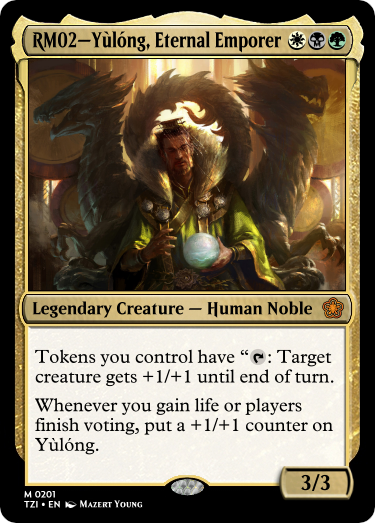 RM02—Yùlóng, Eternal Emporer
Legendary Creature — Human Noble
Tokens you control have “: Target
creature gets +1/+1 until end of turn.
Whenever you gain life or players
finish voting, put a +1/+1 counter on
Yùlóng.
3/3
M 0201
TZI • EN Mazert Young